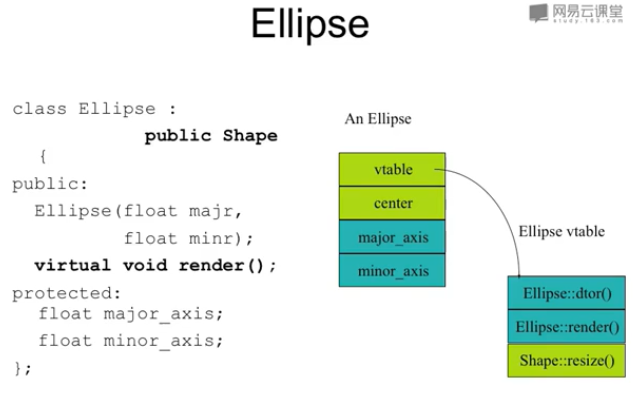 网易云课堂
study.163.com
Ellipse
class Ellipse :
public Shape
{
public:
Ellipse(float majr,
float minr);
virtual void render();
protected:
float major_axis;
float minor_axis;
};
An Ellipse
vtable
center
major_axis
minor_axis
Ellipse vtable
Ellipse::dtor()
Ellipse::render()
Shape::resize()